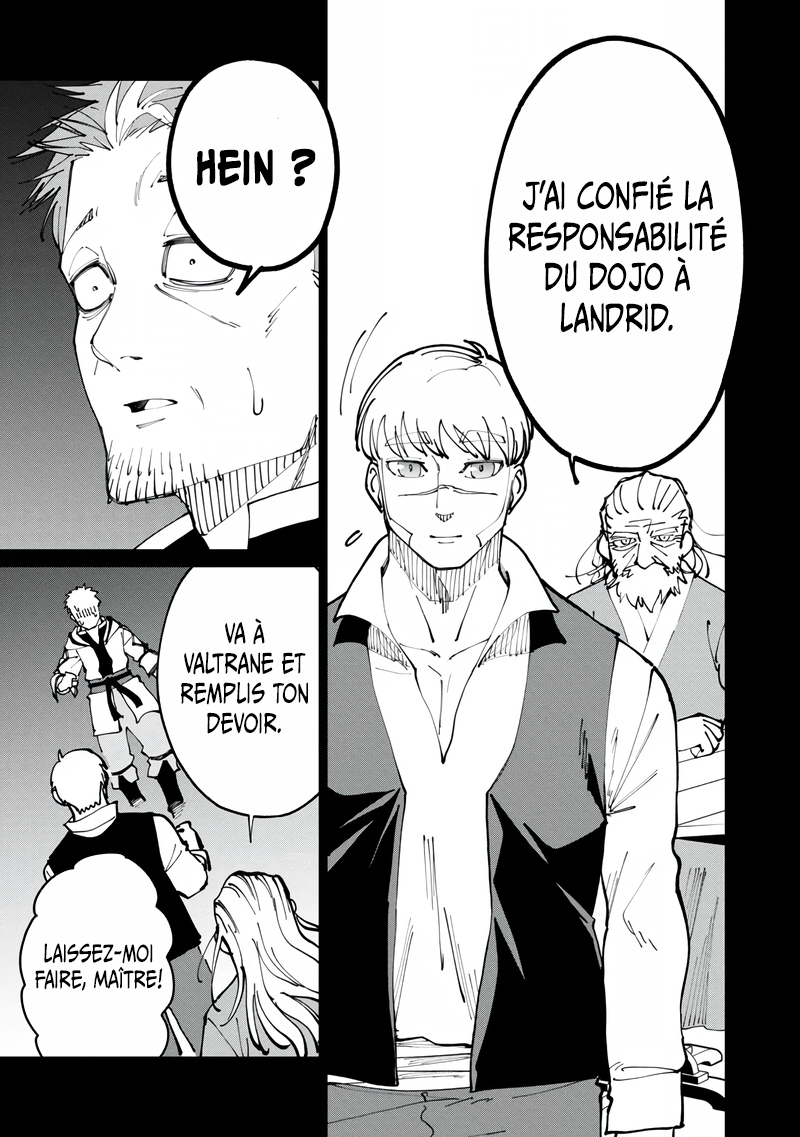 J'AI CONFIÉ LA
RESPONSABILITÉ
DU DOJO À
LANDRID.
HEIN ?
VA À
VALTRANE ET
REMPLIS TON
DEVOIR.
LAISSEZ-MOI
FAIRE, MAÎTRE!